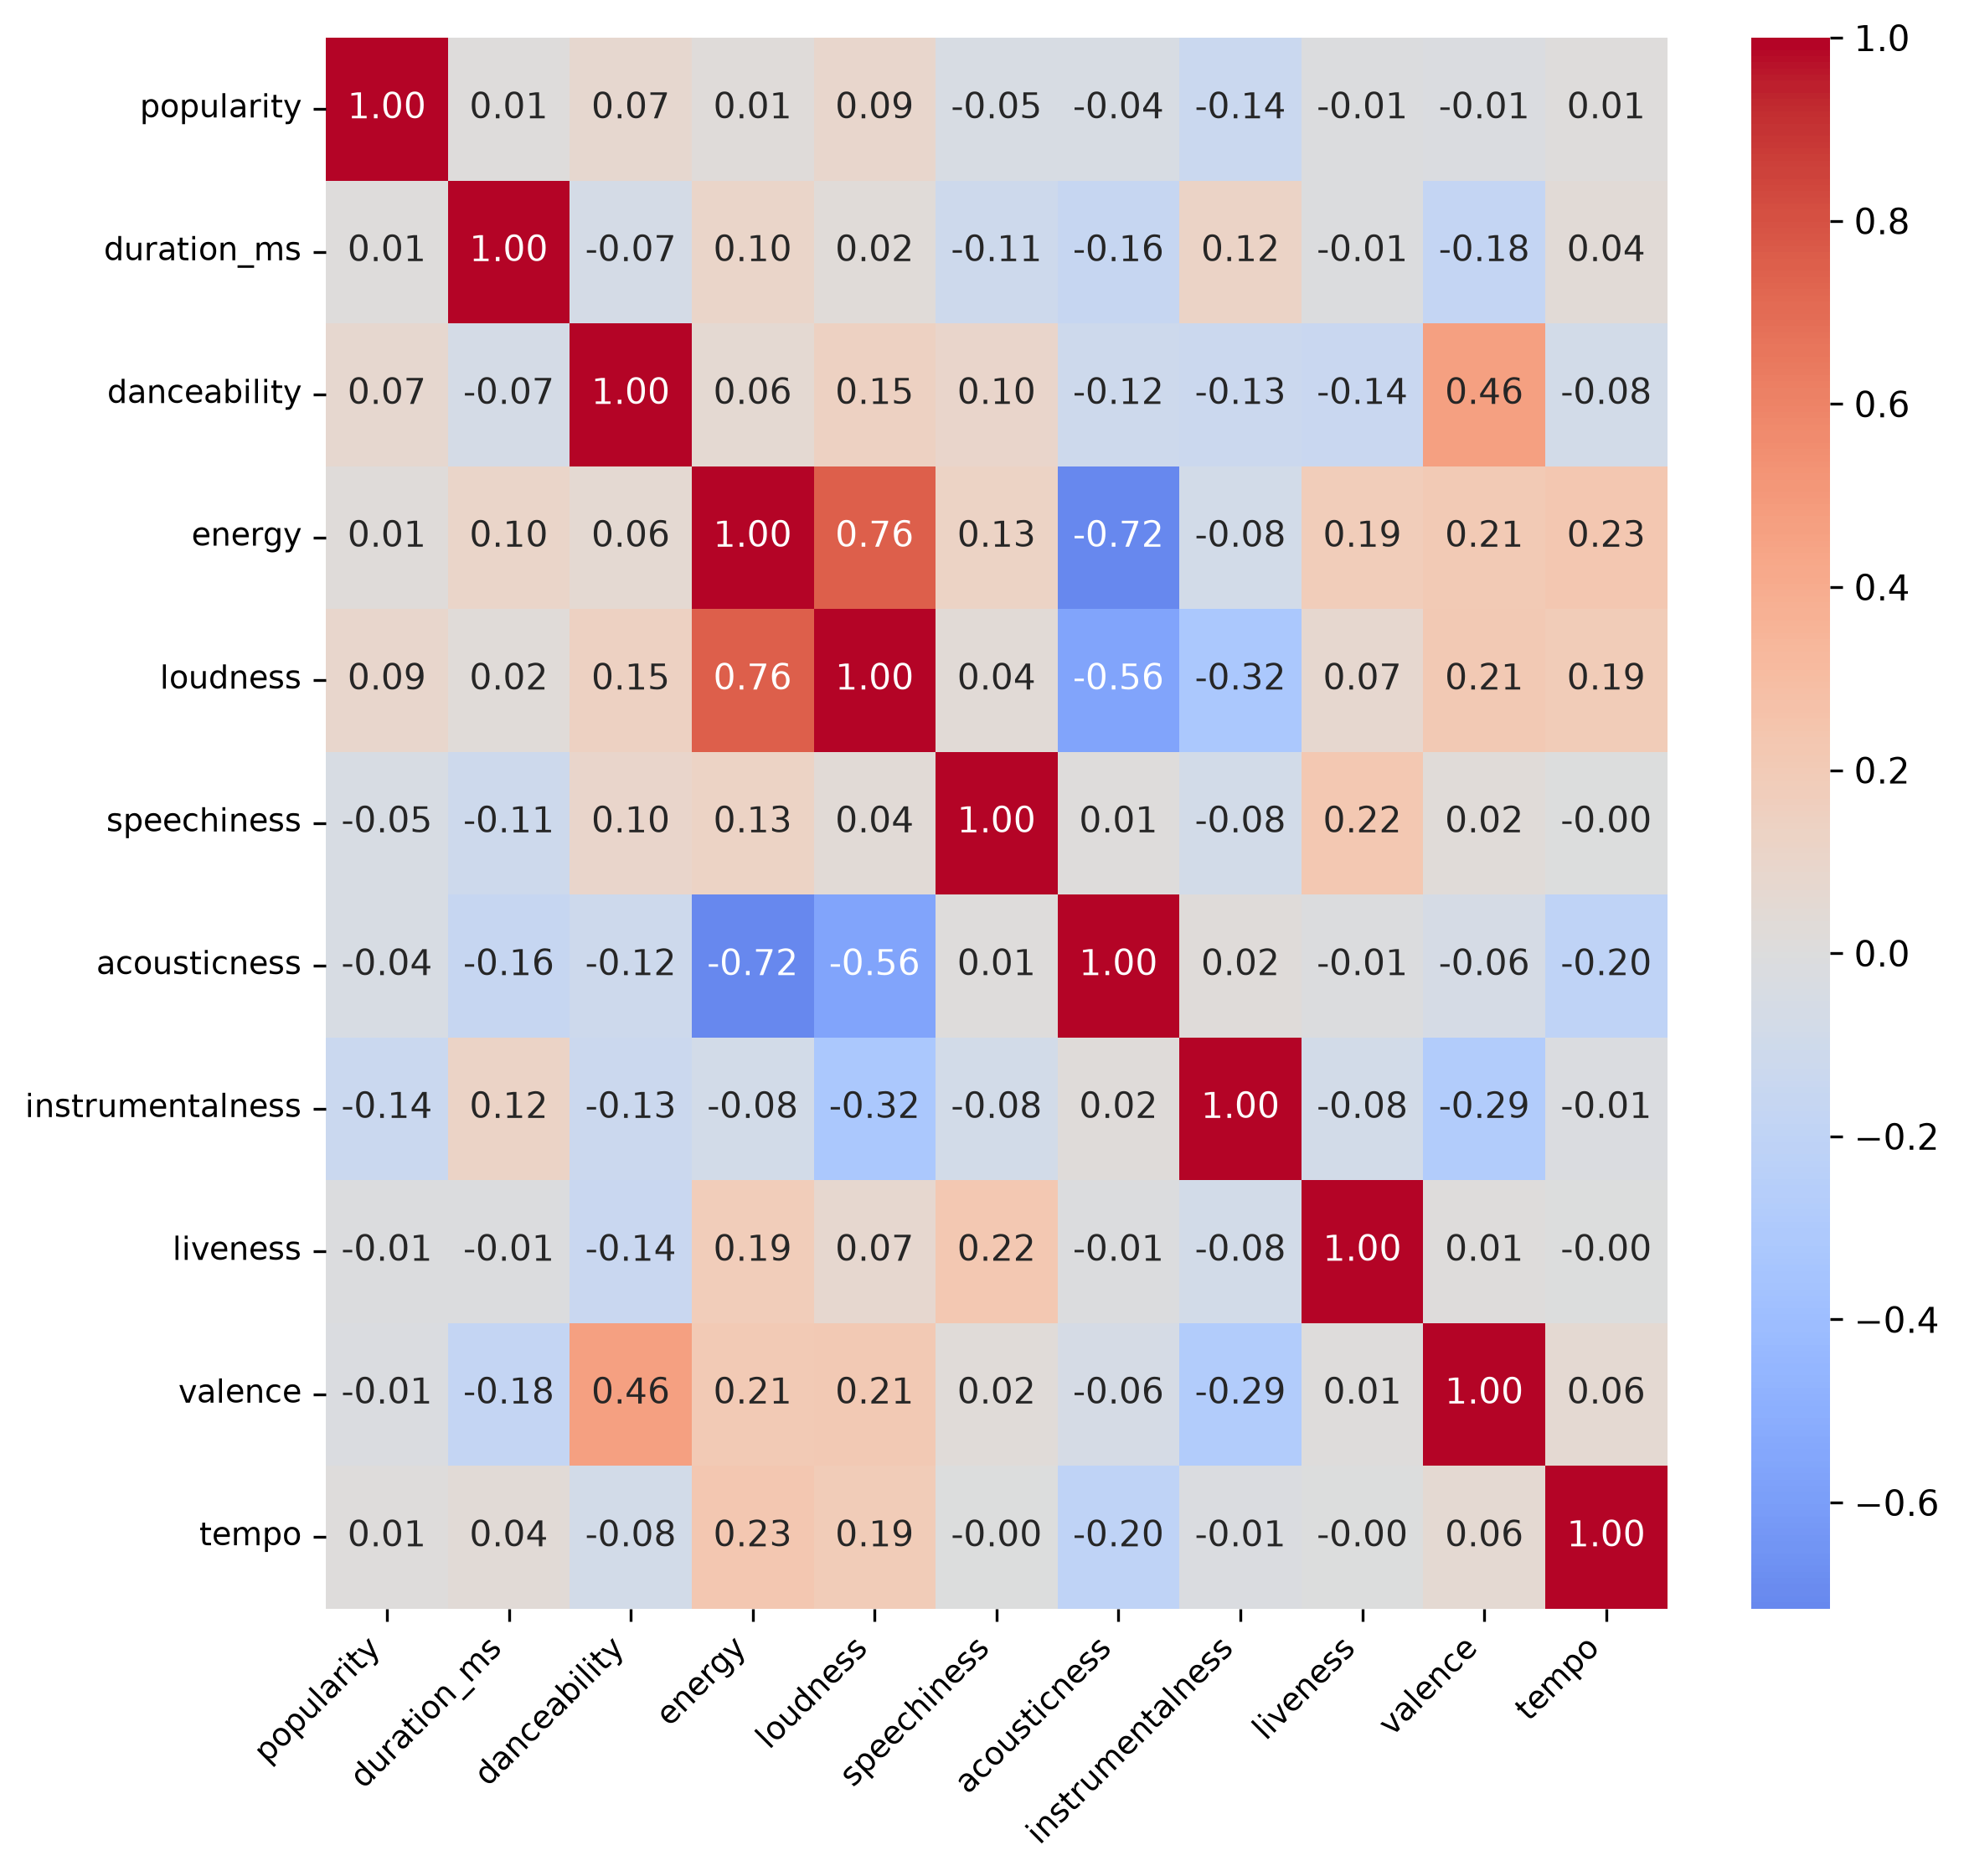 popularity 1.00 0.01 0.07 0.01 0.09 -0.05 -0.04 -0.14 -0.01 -0.01 0.01
duration_ms 0.01 1.00 -0.07 0.10 0.02 -0.11 -0.16 0.12 -0.01 -0.18 0.04
danceability 0.07 -0.07 1.00 0.06 0.15 0.10 -0.12 -0.13 -0.14 0.46 -0.08
energy 0.01 0.10 0.06 1.00 0.76 0.13 -0.72 -0.08 0.19 0.21 0.23
loudness 0.09 0.02 0.15 0.76 1.00 0.04 -0.56 -0.32 0.07 0.21 0.19
speechiness -0.05 -0.11 0.10 0.13 0.04 1.00 0.01 -0.08 0.22 0.02 -0.00
acousticness -0.04 -0.16 -0.12 -0.72 -0.56 0.01 1.00 0.02 -0.01 -0.06 -0.20
instrumentalness -0.14 0.12 -0.13 -0.08 -0.32 -0.08 0.02 1.00 -0.08 -0.29 -0.01
liveness -0.01 -0.01 -0.14 0.19 0.07 0.22 -0.01 -0.08 1.00 0.01 -0.00
valence -0.01 -0.18 0.46 0.21 0.21 0.02 -0.06 -0.29 0.01 1.00 0.06
tempo 0.01 0.04 -0.08 0.23 0.19 -0.00 -0.20 -0.01 -0.00 0.06 1.00
popularity duration_ms danceability energy loudness speechiness acousticness instrumentalness liveness valence tempo
1.0
0.8
0.6
0.4
0.2
0.0
−0.2
−0.4
−0.6